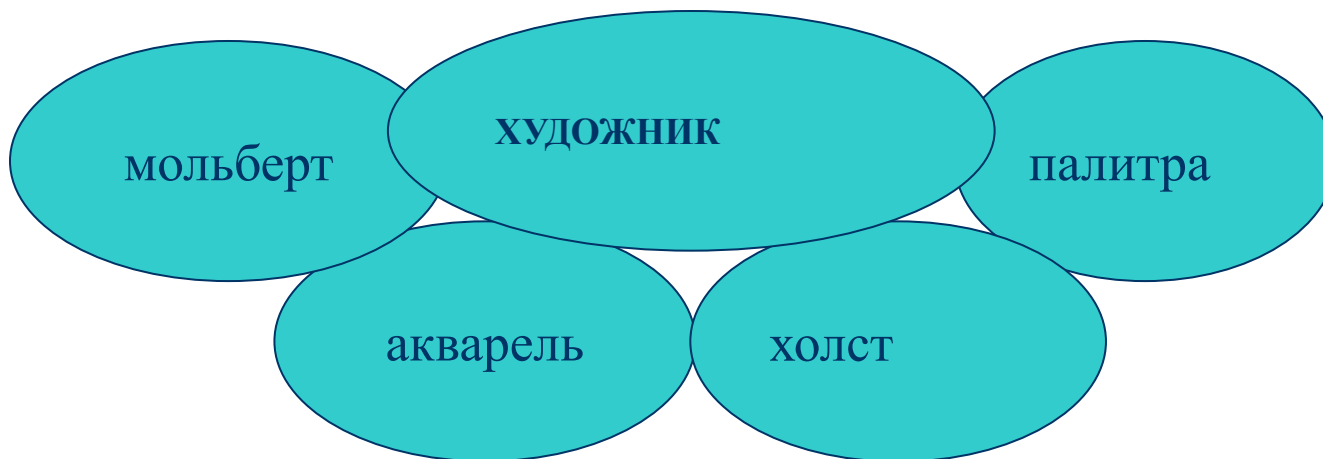 художник
мольберт
палитра
акварель
холст